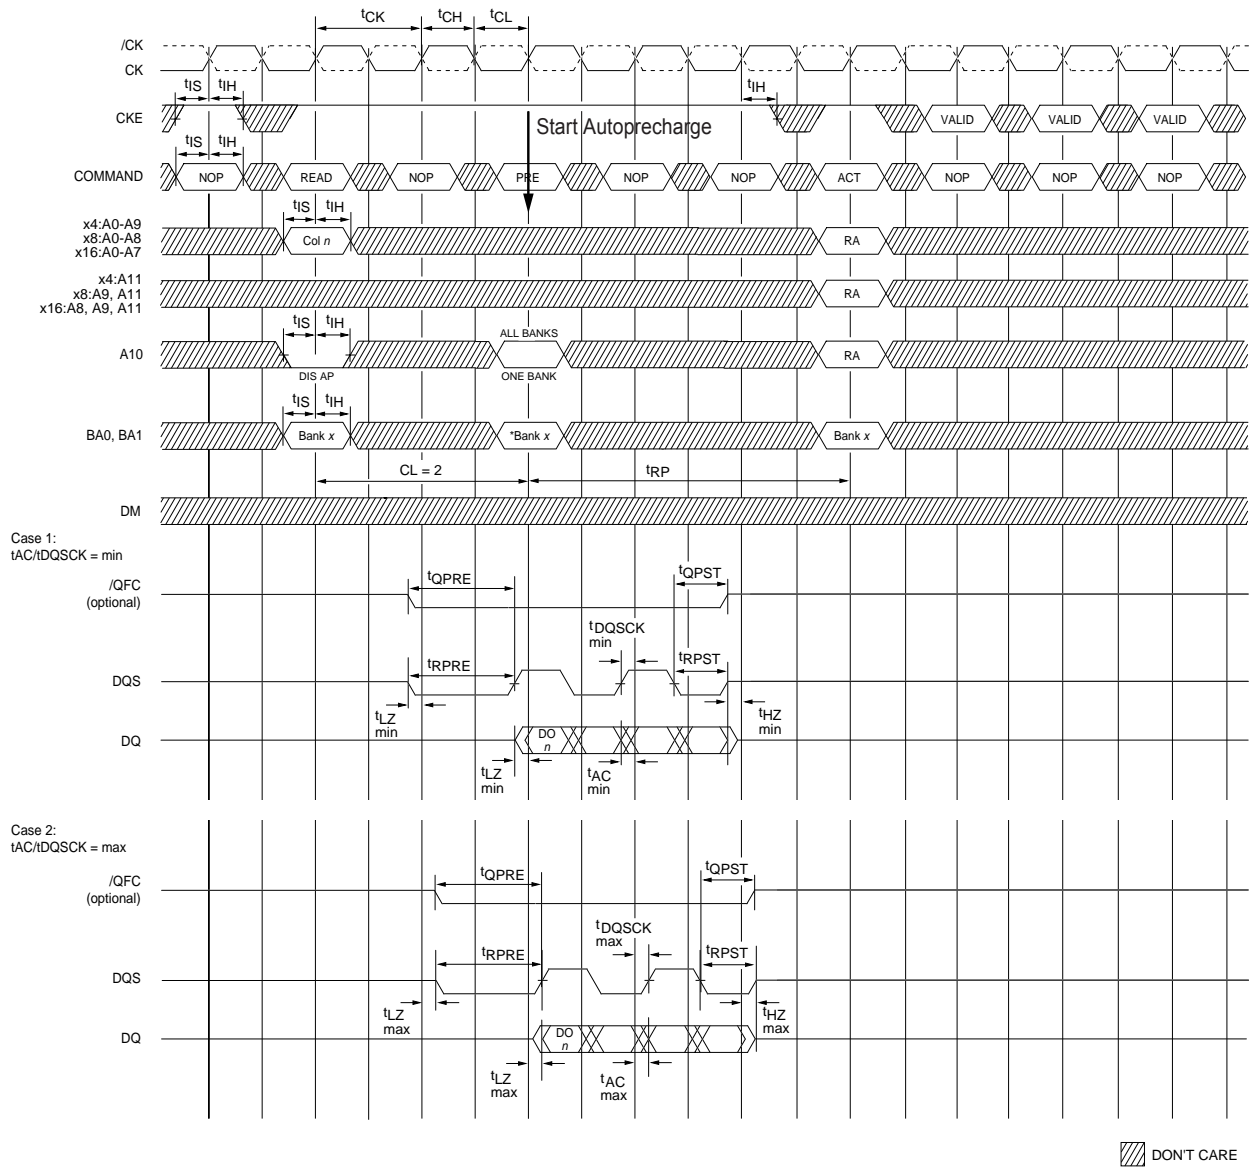 tCK tCH tCL
/CK
CK
tIS tIH tIH
CKE VALID VALID VALID
Start Autoprecharge
tIS tIH
COMMAND NOP READ NOP PRE NOP NOP ACT NOP NOP NOP
tIS tIH
x4:A0-A9
x8:A0-A8
x16:A0-A7
Col n RA
x4:A11
x8:A9, A11
x16:A8, A9, A11
RA
tIS tIH ALL BANKS
A10 RA
DIS AP ONE BANK
tIS tIH
BA0, BA1 Bank x *Bank x Bank x
CL = 2 tRP
DM
Case 1:
tAC/tDQSCK = min
tQPRE tQPST
/QFC
(optional)
tDQSCK
min
tRPRE tRPST
DQS
tLZ
min
tHZ
min
DQ DO
n
tLZ
min
tAC
min
Case 2:
tAC/tDQSCK = max
tQPRE tQPST
/QFC
(optional)
tDQSCK
max
tRPRE tRPST
DQS
tLZ
max
tHZ
max
DQ DO
n
tLZ
max
tAC
max
DON'T CARE